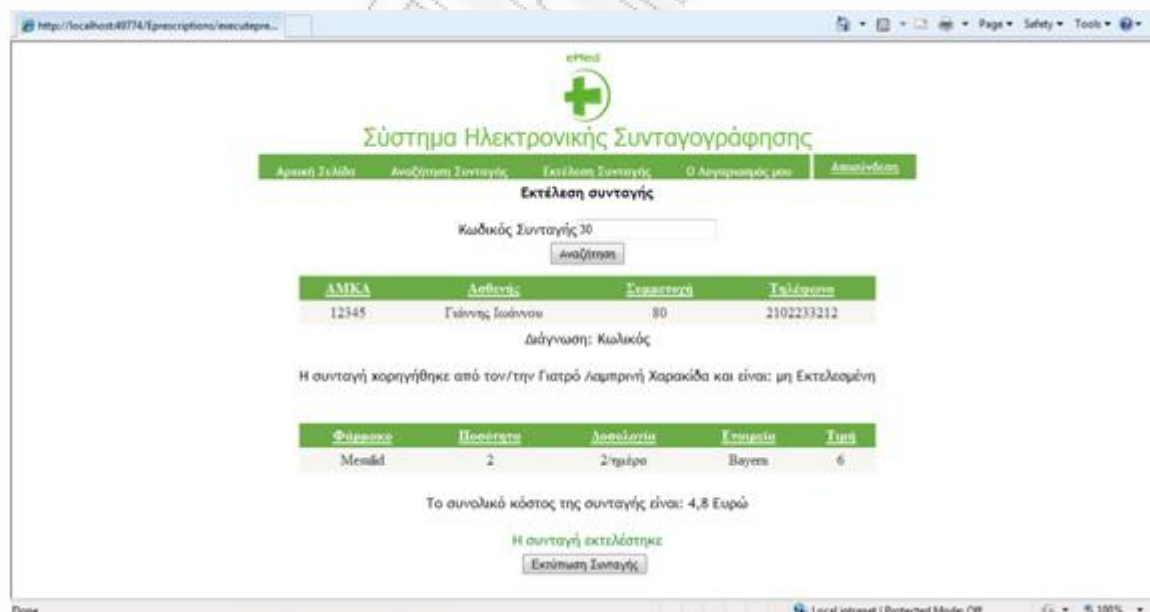 http://localhost:49774/Eprescriptions/executepre...
Page Safety Tools
eMed
Σύστημα Ηλεκτρονικής Συνταγογράφησης
Αρχική Σελίδα Αναζήτηση Συνταγής Εκτέλεση Συνταγής Ο Λογαριασμός μου Αποσύνδεση
Εκτέλεση συνταγής
Κωδικός Συνταγής 30
Αναζήτηση
ΑΜΚΑ Ασθενής Συμμετοχή Τηλέφωνο
12345 Γιάννης Ιωάννου 80 2102233212
Διάγνωση: Κωλικός
Η συνταγή χορηγήθηκε από τον/την Γιατρό Λαμπρινή Χαρακίδα και είναι: μη Εκτελεσμένη
Φάρμακο Ποσότητα Δοσολογία Εταιρεία Τιμή
2 2/ημέρα Bayern 6
Το συνολικό κόστος της συνταγής είναι: 4,8 Ευρώ
Η συνταγή εκτελέστηκε
Εκτύπωση Συνταγής
Done Local intranet | Protected Mode: Off 100%